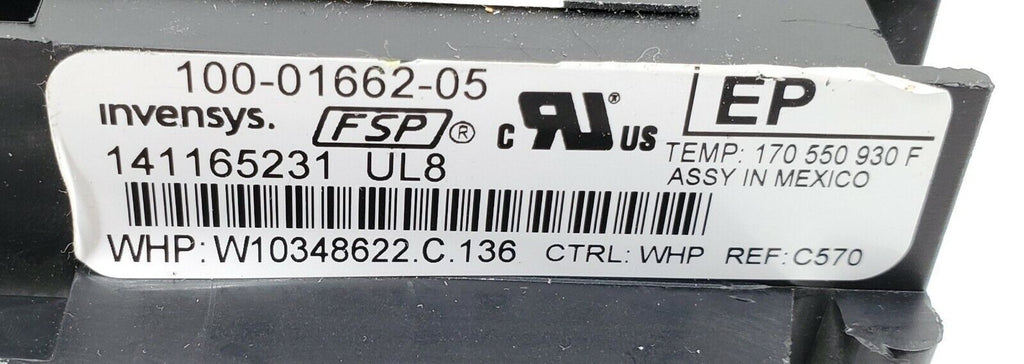 100-01662-05
invensys. FSP®
c RU® US
EP
141165231 UL8
TEMP: 170 550 930 F
ASSY IN MEXICO
WHP: W10348622.C.136 CTRL: WHP REF: C570